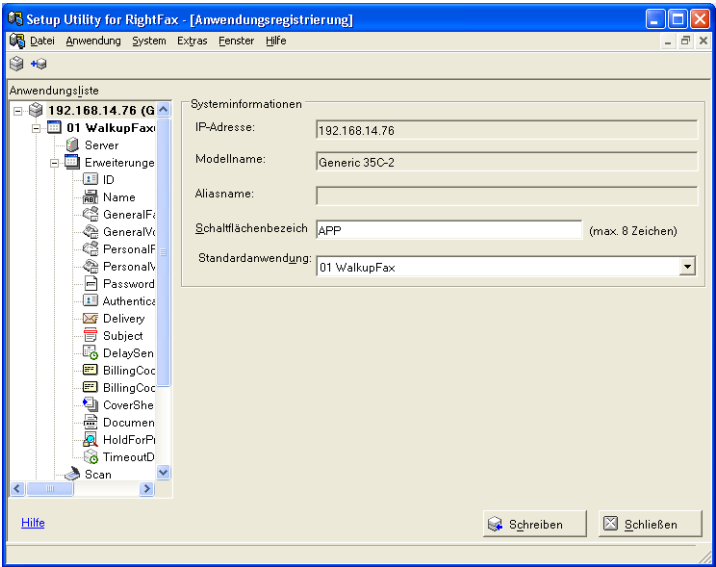 Setup Utility for RightFax - [Anwendungsregistrierung]
Datei Anwendung System Extras Fenster Hilfe
Anwendungsliste
192.168.14.76 (G
01 WalkupFax
Server
Erweiterunge
ID
Name
GeneralFa
GeneralVo
PersonalF
PersonalV
Password
Authentica
Delivery
Subject
DelaySen
BillingCoc
BillingCoc
CoverShe
Documen
HoldForPr
TimeoutD
Scan
Systeminformationen
IP-Adresse: 192.168.14.76
Modellname: Generic 35C-2
Aliasname:
Schaltflächenbezeich APP (max. 8 Zeichen)
Standardanwendung: 01 WalkupFax
Hilfe
Schreiben Schließen